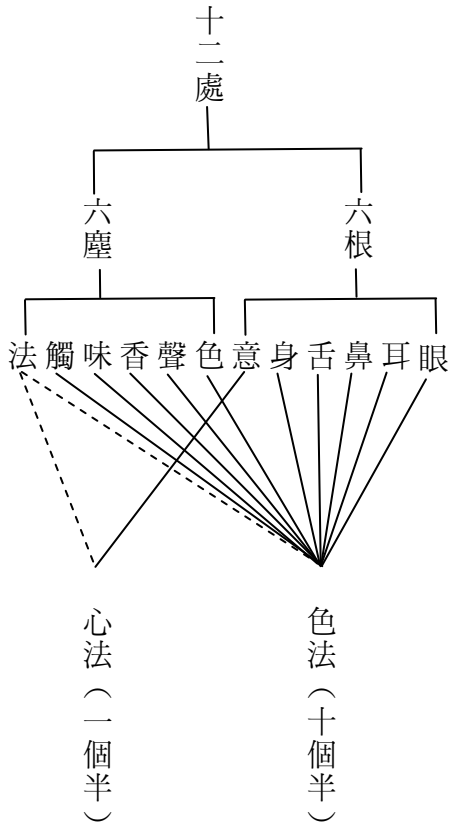 十二處
六根
六塵
眼
耳
鼻
舌
身
意
色
聲
香
味
觸
法
色法（十個半）
心法（一個半）